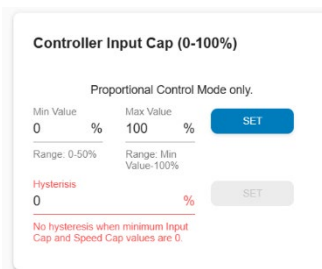 Controller Input Cap (0-100%)
Proportional Control Mode only.
Min Value
0 %
Max Value
100 %
SET
Range: 0-50%
Range: Min
Value-100%
Hysterisis
0 %
SET
No hysteresis when minimum Input
Cap and Speed Cap values are 0.